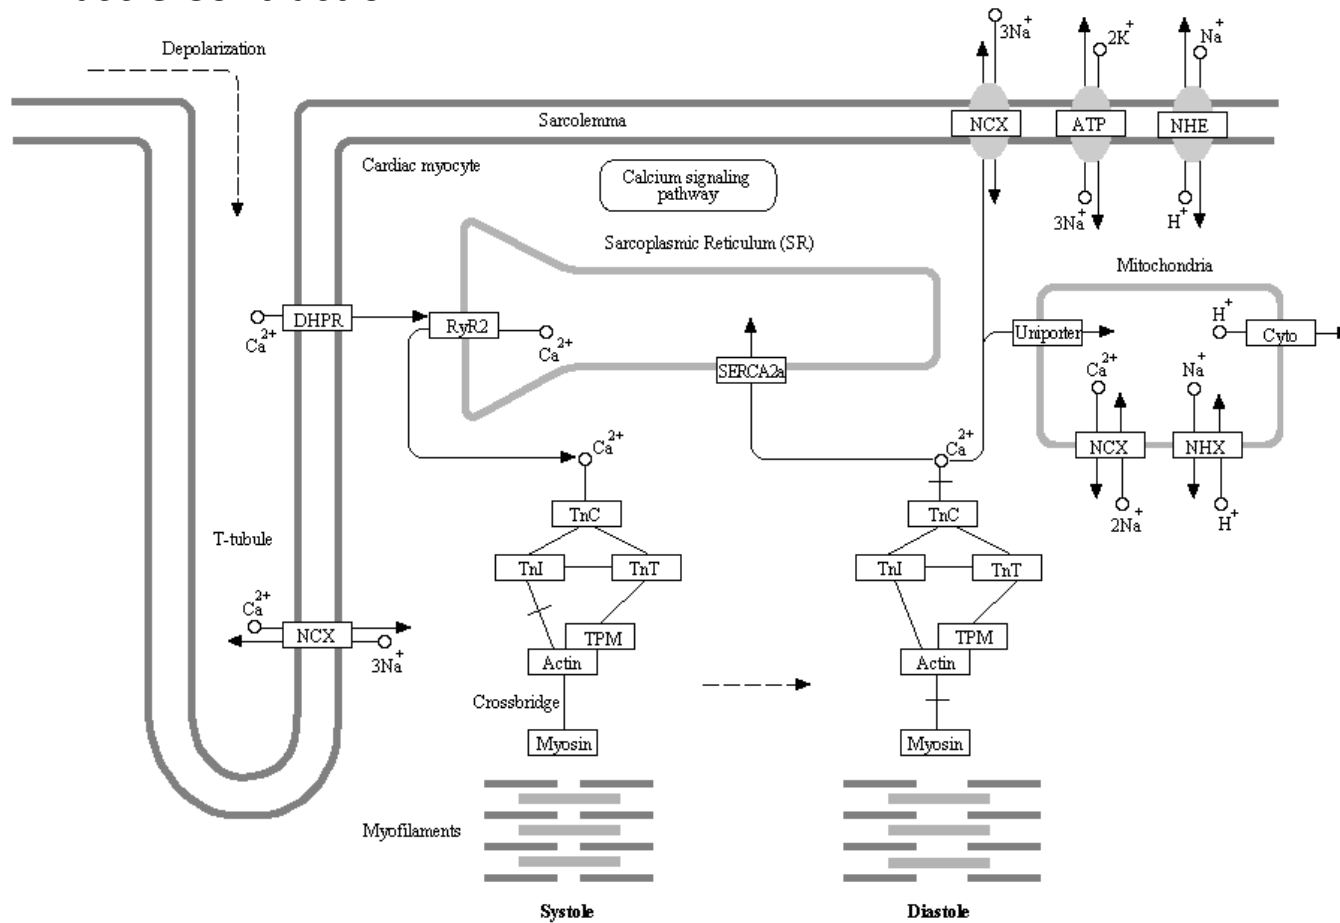 Depolarization
3Na+
2K+
Na+
NCX
ATP
NHE
Sarcolemma
Cardiac myocyte
Calcium signaling
pathway
3Na+
H+
Sarcoplasmic Reticulum (SR)
Mitochondria
DHPR
Ca2+
RyR2
Ca2+
SERCA2a
Uniporter
H+
Cyto
Ca2+
Na+
NCX
NHX
2Na+
H+
Ca2+
Ca2+
TnC
TnC
T-tubule
TnI
TnT
TnI
TnT
Ca2+
NCX
3Na+
TPM
Actin
TPM
Actin
Crossbridge
Myosin
Myosin
Myofilaments
Systole
Diastole